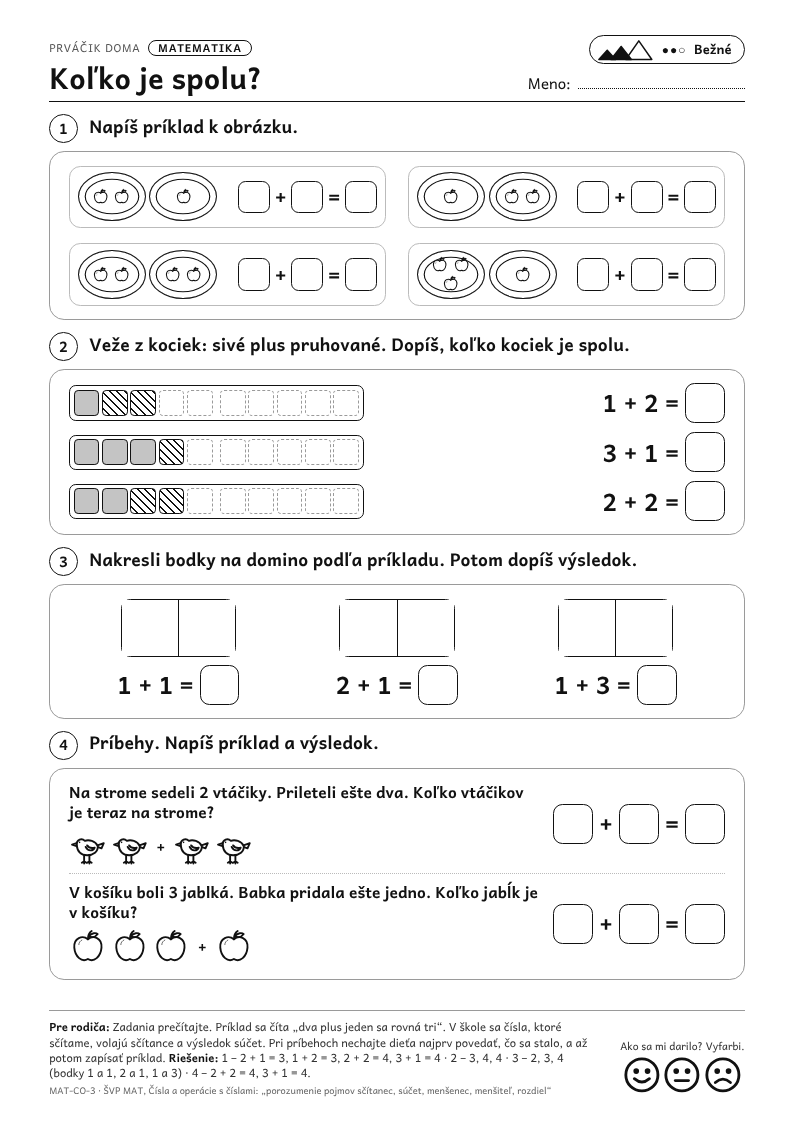 PRVÁČIK DOMA MATEMATIKA
●●○ Bežné
Koľko je spolu?
Meno:
1 Napíš príklad k obrázku.
+ =
+ =
+ =
+ =
2 Veže z kociek: sivé plus pruhované. Dopíš, koľko kociek je spolu.
1 + 2 =
3 + 1 =
2 + 2 =
3 Nakresli bodky na domino podľa príkladu. Potom dopíš výsledok.
1 + 1 =
2 + 1 =
1 + 3 =
4 Príbehy. Napíš príklad a výsledok.
Na strome sedeli 2 vtáčiky. Prileteli ešte dva. Koľko vtáčikov
je teraz na strome?
+
+ =
V košíku boli 3 jablká. Babka pridala ešte jedno. Koľko jabĺk je
v košíku?
+
+ =
Pre rodiča: Zadania prečítajte. Príklad sa číta „dva plus jeden sa rovná tri“. V škole sa čísla, ktoré
sčítame, volajú sčítance a výsledok súčet. Pri príbehoch nechajte dieťa najprv povedať, čo sa stalo, a až
potom zapísať príklad. Riešenie: 1 – 2 + 1 = 3, 1 + 2 = 3, 2 + 2 = 4, 3 + 1 = 4 · 2 – 3, 4, 4 · 3 – 2, 3, 4
(bodky 1 a 1, 2 a 1, 1 a 3) · 4 – 2 + 2 = 4, 3 + 1 = 4.
MAT-CO-3 · ŠVP MAT, Čísla a operácie s číslami: „porozumenie pojmov sčítanec, súčet, menšenec, menšiteľ, rozdiel“
Ako sa mi darilo? Vyfarbi.